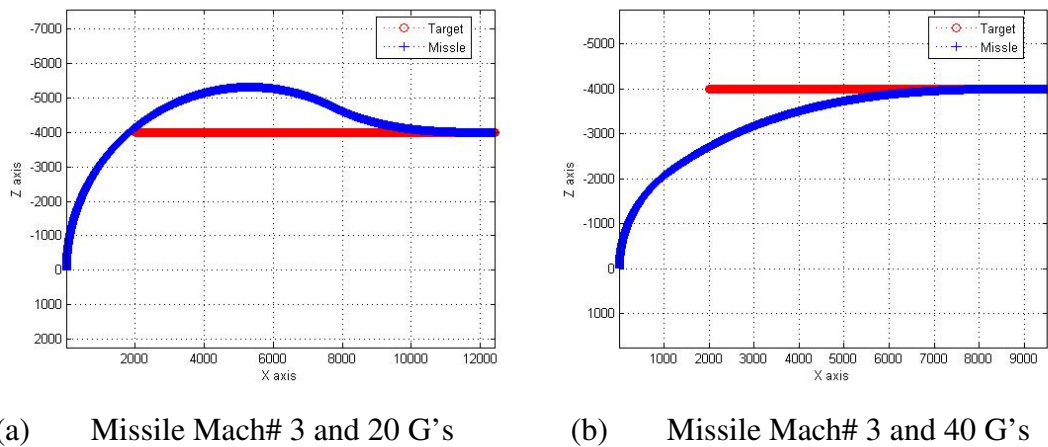 -7000
-6000
-5000
-4000
-3000
-2000
-1000
0
1000
2000
Z axis
2000 4000 6000 8000 10000 12000
X axis
Target
Missle
-5000
-4000
-3000
-2000
-1000
0
1000
Z axis
1000 2000 3000 4000 5000 6000 7000 8000 9000
X axis
Target
Missle
(a) Missile Mach# 3 and 20 G's
(b) Missile Mach# 3 and 40 G's